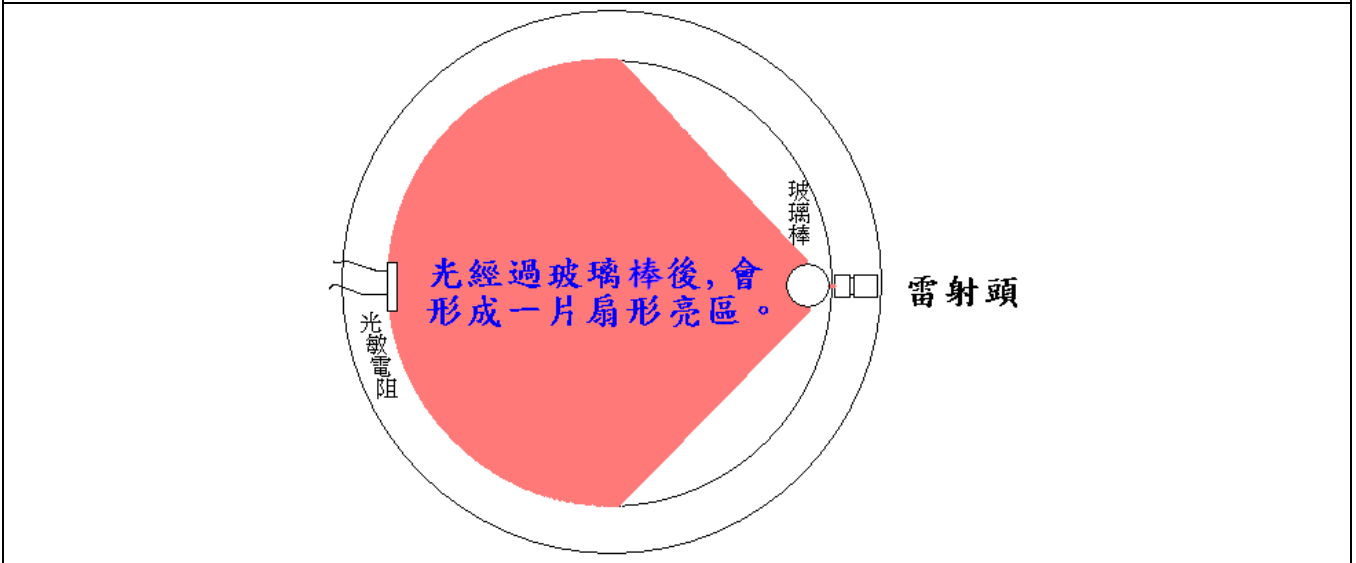 玻璃棒
光經過玻璃棒後,會
形成一片扇形亮區。
雷射頭
光敏電阻